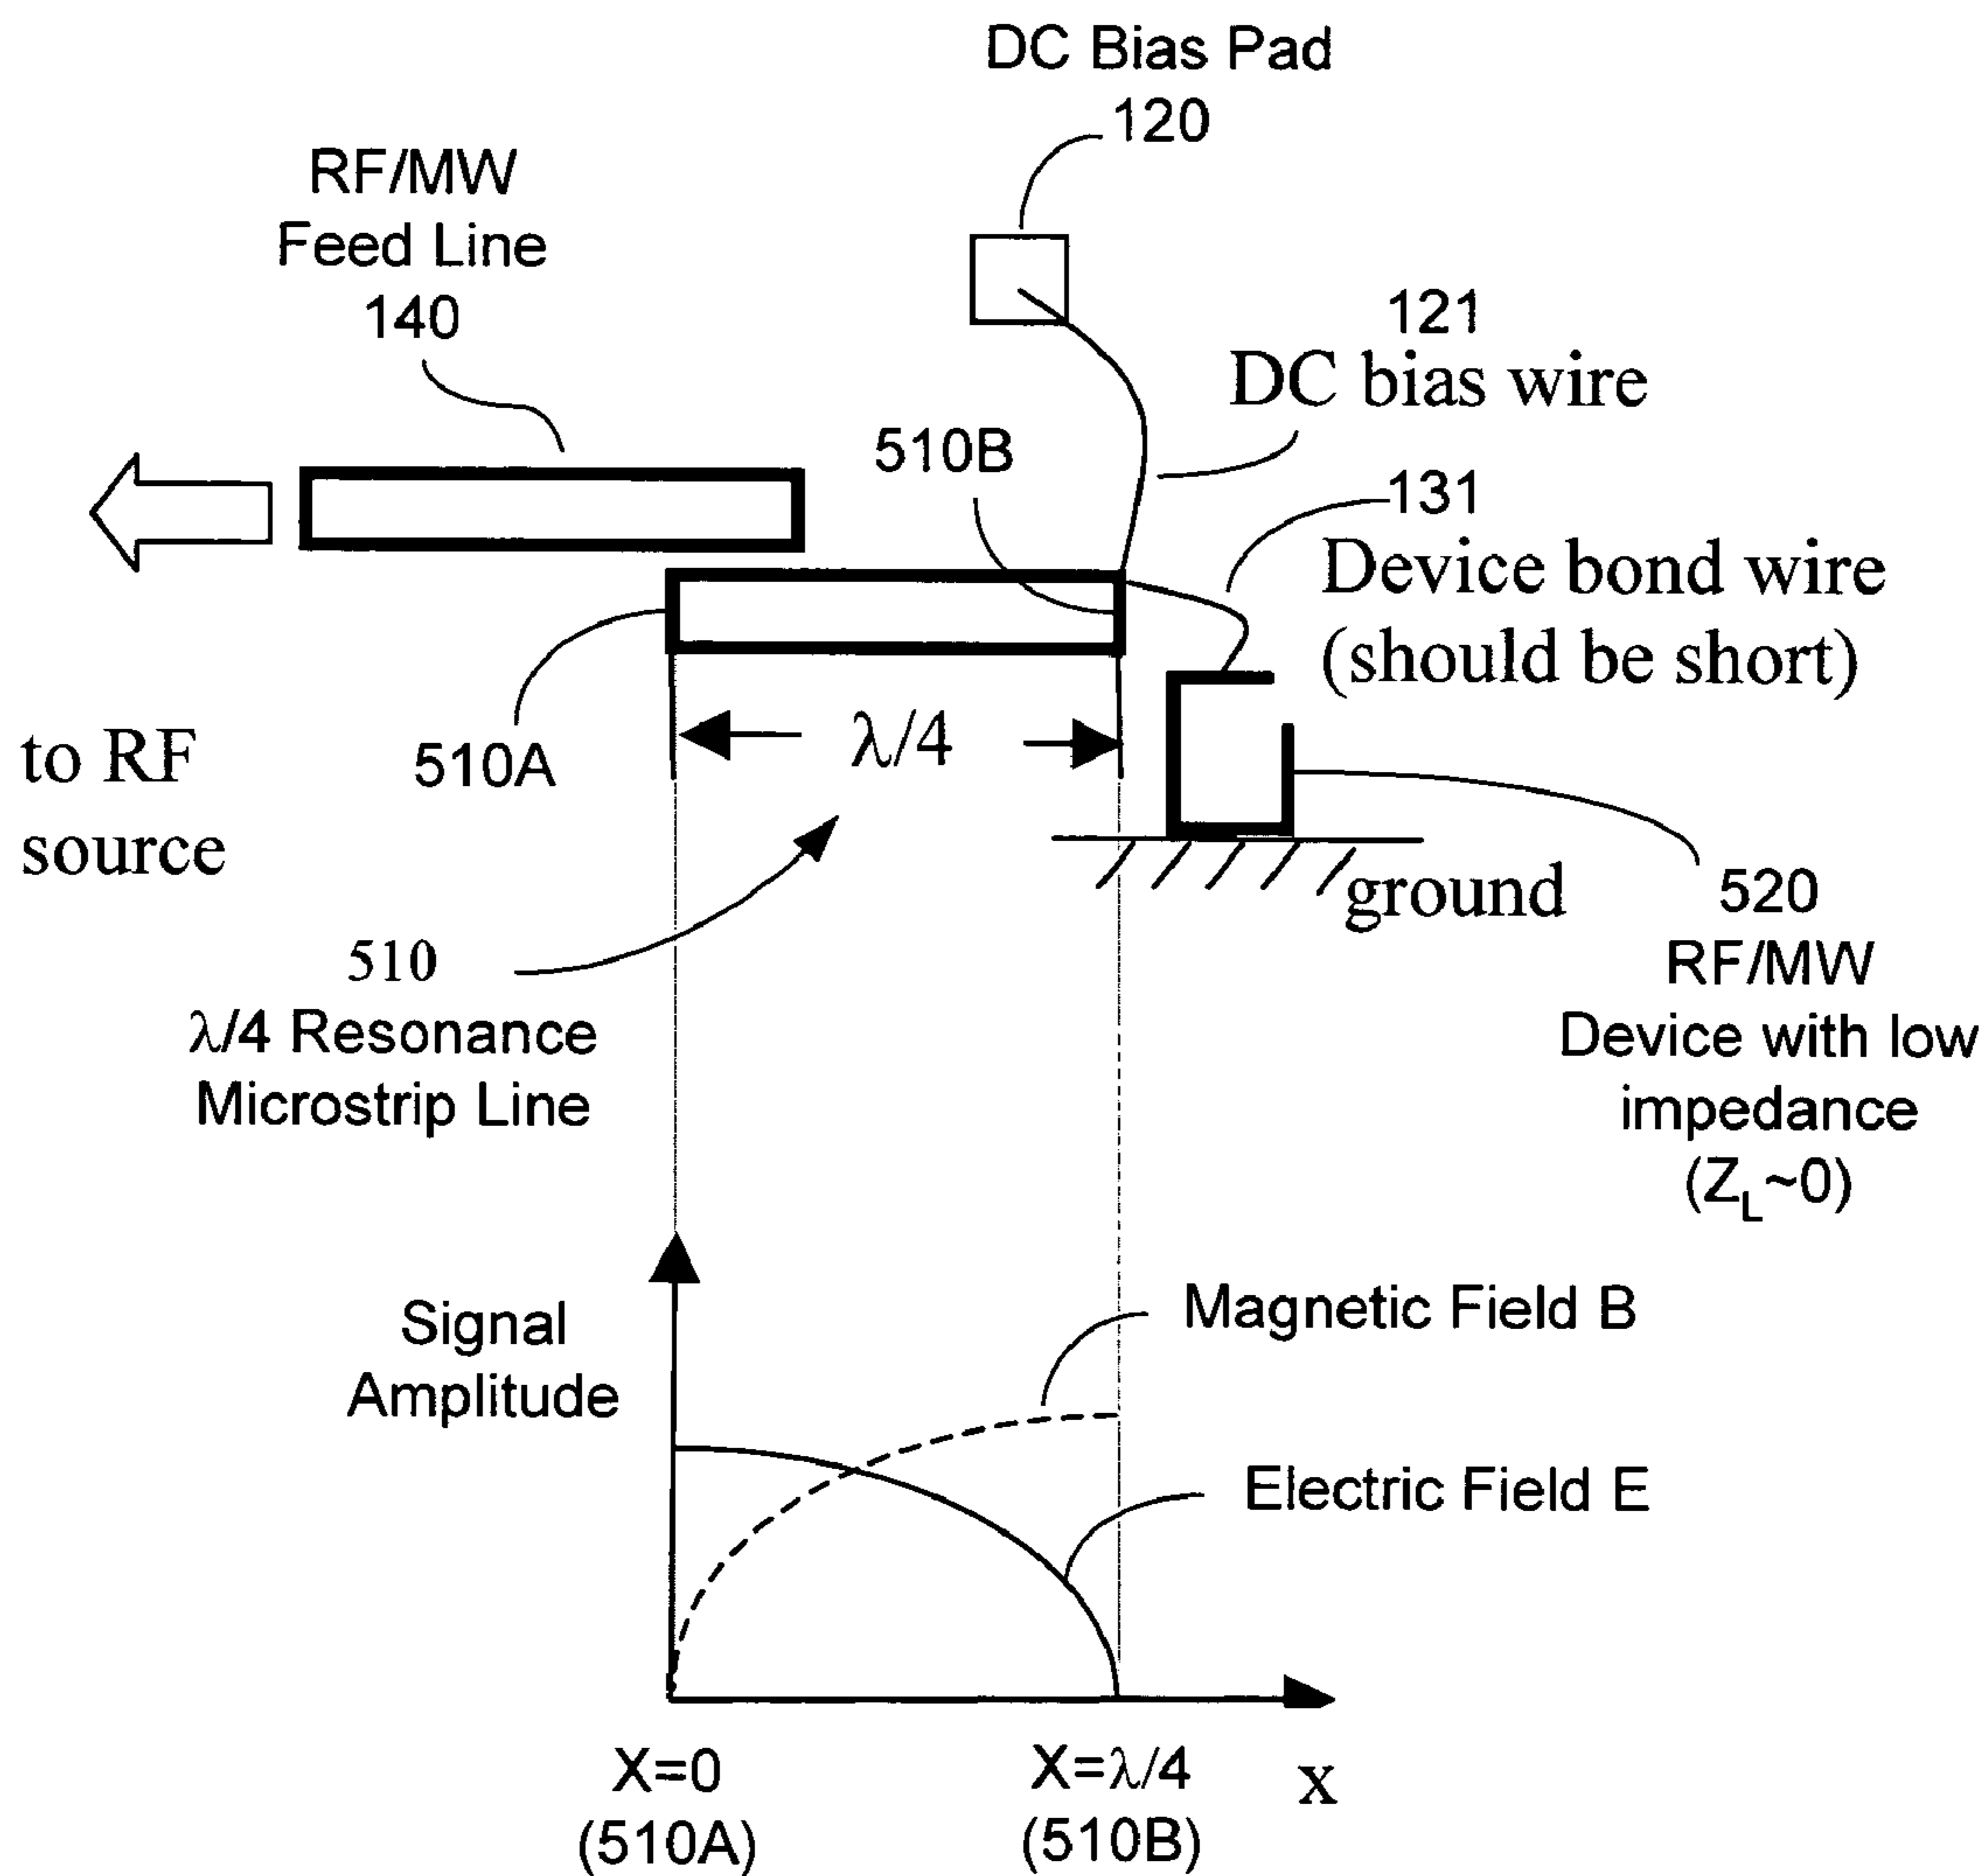 DC Bias Pad
120
RF/MW
Feed Line
140
121
DC bias wire
510B
131
Device bond wire
(should be short)
λ/4
510A
to RF
source
ground
520
RF/MW
Device with low
impedance
(Z_L~0)
510
λ/4 Resonance
Microstrip Line
Signal
Amplitude
Magnetic Field B
Electric Field E
X=0
(510A)
X=λ/4
(510B)
x